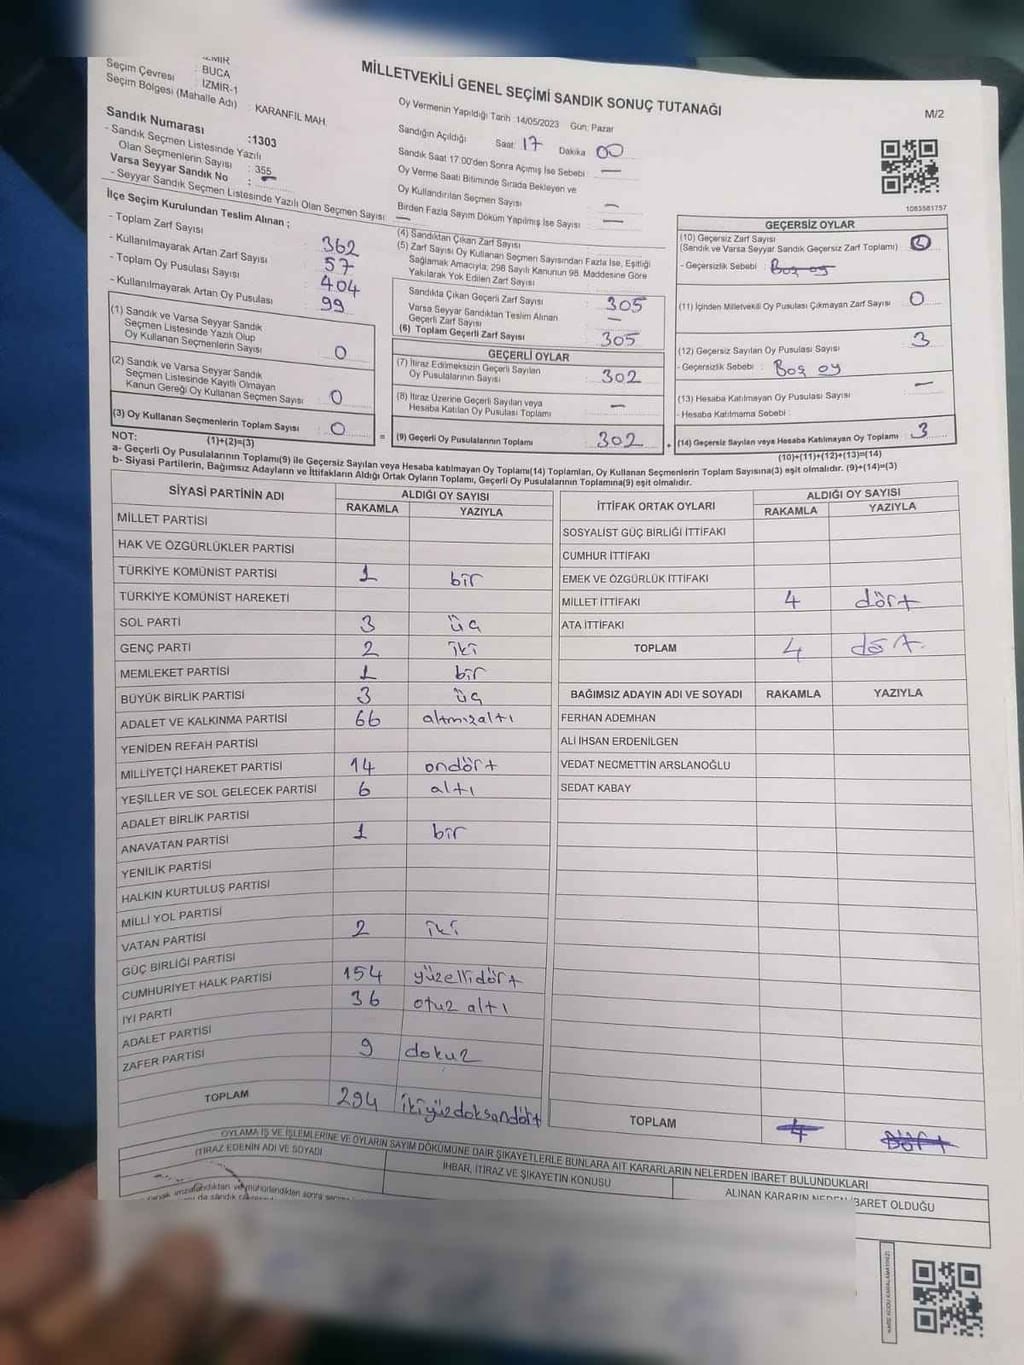 MİLLETVEKİLİ GENEL SEÇİMİ SANDIK SONUÇ TUTANAĞI
M/2
Seçim Çevresi : BUCA
İZMİR-1
Seçim Bölgesi (Mahalle Adı) : KARANFİL MAH.
Sandık Numarası :1303
- Sandık Seçmen Listesinde Yazılı
Olan Seçmenlerin Sayısı : 355
Varsa Seyyar Sandık No :
- Seyyar Sandık Seçmen Listesinde Yazılı Olan Seçmen Sayısı : —
Oy Vermenin Yapıldığı Tarih :14/05/2023 Gün: Pazar
Sandığın Açıldığı Saat: 17 Dakika 00
Sandık Saat 17:00'den Sonra Açımış İse Sebebi : —
Oy Verme Saati Bitiminde Sırada Bekleyen ve
Oy Kullandırılan Seçmen Sayısı : —
Birden Fazla Sayım Döküm Yapılmış İse Sayısı : —
1083581757
İlçe Seçim Kurulundan Teslim Alınan ;
- Toplam Zarf Sayısı : 362
- Kullanılmayarak Artan Zarf Sayısı : 57
- Toplam Oy Pusulası Sayısı : 404
- Kullanılmayarak Artan Oy Pusulası : 99
(1) Sandık ve Varsa Seyyar Sandık
Seçmen Listesinde Yazılı Olup
Oy Kullanan Seçmenlerin Sayısı : 0
(2) Sandık ve Varsa Seyyar Sandık
Seçmen Listesinde Kayıtlı Olmayan
Kanun Gereği Oy Kullanan Seçmen Sayısı : 0
(3) Oy Kullanan Seçmenlerin Toplam Sayısı : 0
(1)+(2)=(3)
(4) Sandıktan Çıkan Zarf Sayısı
(5) Zarf Sayısı Oy Kullanan Seçmen Sayısından Fazla İse, Eşitliği
Sağlamak Amacıyla; 298 Sayılı Kanunun 98. Maddesine Göre
Yakılarak Yok Edilen Zarf Sayısı :
Sandıkta Çıkan Geçerli Zarf Sayısı : 305
Varsa Seyyar Sandıktan Teslim Alınan
Geçerli Zarf Sayısı : —
(6) Toplam Geçerli Zarf Sayısı : 305
GEÇERLİ OYLAR
(7) İtiraz Edilmeksizin Geçerli Sayılan
Oy Pusulalarının Sayısı : 302
(8) İtiraz Üzerine Geçerli Sayılan veya
Hesaba Katılan Oy Pusulası Toplamı : —
= (9) Geçerli Oy Pusulalarının Toplamı : 302 +
GEÇERSİZ OYLAR
(10) Geçersiz Zarf Sayısı
(Sandık ve Varsa Seyyar Sandık Geçersiz Zarf Toplamı) :
- Geçersizlik Sebebi : Boş oy
(11) İçinden Milletvekili Oy Pusulası Çıkmayan Zarf Sayısı : 0
(12) Geçersiz Sayılan Oy Pusulası Sayısı : 3
- Geçersizlik Sebebi : Boş oy
(13) Hesaba Katılmayan Oy Pusulası Sayısı : —
- Hesaba Katılmama Sebebi :
(14) Geçersiz Sayılan veya Hesaba Katılmayan Oy Toplamı : 3
(10)+(11)+(12)+(13)=(14)
NOT:
a- Geçerli Oy Pusulalarının Toplamı(9) ile Geçersiz Sayılan veya Hesaba katılmayan Oy Toplamı(14) Toplamları, Oy Kullanan Seçmenlerin Toplam Sayısına(3) eşit olmalıdır. (9)+(14)=(3)
b- Siyasi Partilerin, Bağımsız Adayların ve İttifakların Aldığı Ortak Oyların Toplamı, Geçerli Oy Pusulalarının Toplamına(9) eşit olmalıdır.
SİYASİ PARTİNİN ADI ALDIĞI OY SAYISI
RAKAMLA YAZIYLA
MİLLET PARTİSİ
HAK VE ÖZGÜRLÜKLER PARTİSİ
TÜRKİYE KOMÜNİST PARTİSİ 1 bir
TÜRKİYE KOMÜNİST HAREKETİ
SOL PARTİ 3 üç
GENÇ PARTİ 2 iki
MEMLEKET PARTİSİ 1 bir
BÜYÜK BİRLİK PARTİSİ 3 üç
ADALET VE KALKINMA PARTİSİ 66 altmışaltı
YENİDEN REFAH PARTİSİ
MİLLİYETÇİ HAREKET PARTİSİ 14 ondört
YEŞİLLER VE SOL GELECEK PARTİSİ 6 altı
ADALET BİRLİK PARTİSİ
ANAVATAN PARTİSİ 1 bir
YENİLİK PARTİSİ
HALKIN KURTULUŞ PARTİSİ
MİLLİ YOL PARTİSİ
VATAN PARTİSİ 2 iki
GÜÇ BİRLİĞİ PARTİSİ
CUMHURİYET HALK PARTİSİ 154 yüzellidört
İYİ PARTİ 36 otuz altı
ADALET PARTİSİ
ZAFER PARTİSİ 9 dokuz
TOPLAM 294 ikiyüzdoksandört
İTTİFAK ORTAK OYLARI ALDIĞI OY SAYISI
RAKAMLA YAZIYLA
SOSYALİST GÜÇ BİRLİĞİ İTTİFAKI
CUMHUR İTTİFAKI
EMEK VE ÖZGÜRLÜK İTTİFAKI
MİLLET İTTİFAKI 4 dört
ATA İTTİFAKI
TOPLAM 4 dört
BAĞIMSIZ ADAYIN ADI VE SOYADI RAKAMLA YAZIYLA
FERHAN ADEMHAN
ALİ İHSAN ERDENİLGEN
VEDAT NECMETTİN ARSLANOĞLU
SEDAT KABAY
TOPLAM 4 Dört
OYLAMA İŞ VE İŞLEMLERİNE VE OYLARIN SAYIM DÖKÜMÜNE DAİR ŞİKAYETLERLE BUNLARA AİT KARARLARIN NELERDEN İBARET BULUNDUKLARI
İTİRAZ EDENİN ADI VE SOYADI İHBAR, İTİRAZ VE ŞİKAYETİN KONUSU ALINAN KARARIN NEDEN İBARET OLDUĞU